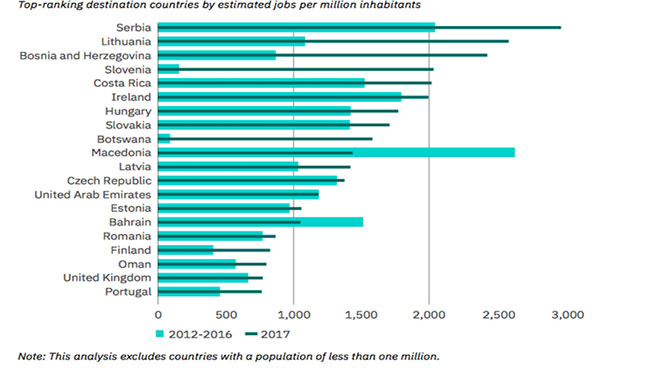 Top-ranking destination countries by estimated jobs per million inhabitants
Serbia
Lithuania
Bosnia and Herzegovina
Slovenia
Costa Rica
Ireland
Hungary
Slovakia
Botswana
Macedonia
Latvia
Czech Republic
United Arab Emirates
Estonia
Bahrain
Romania
Finland
Oman
United Kingdom
Portugal
0 500 1,000 1,500 2,000 2,500 3,000
2012-2016 2017
Note: This analysis excludes countries with a population of less than one million.